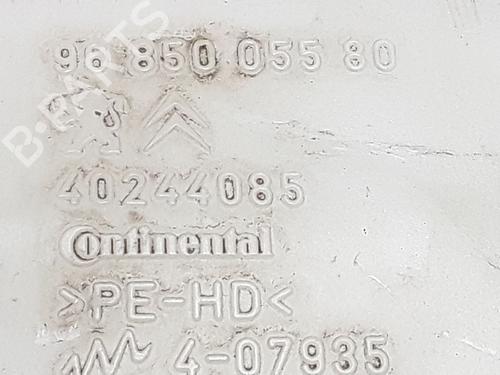 96 850 055 80
40244085
Continental
>PE-HD<
4-07935
B-PARTS